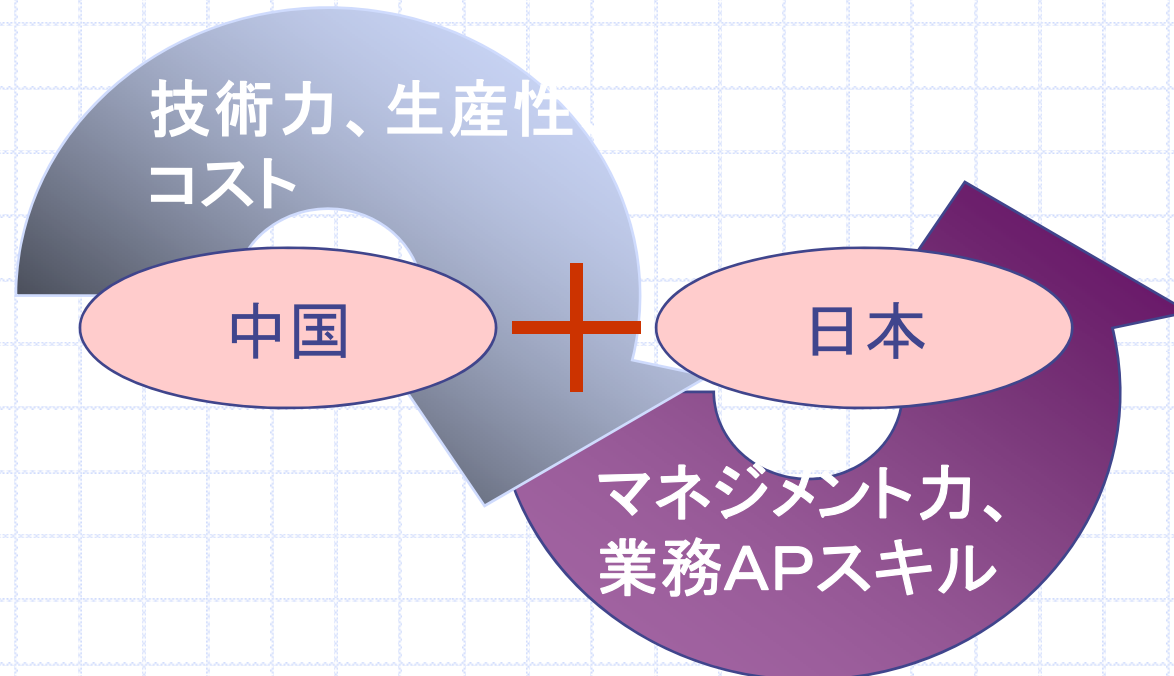 技術力、生産性
コスト
中国
日本
マネジメント力、
業務APスキル